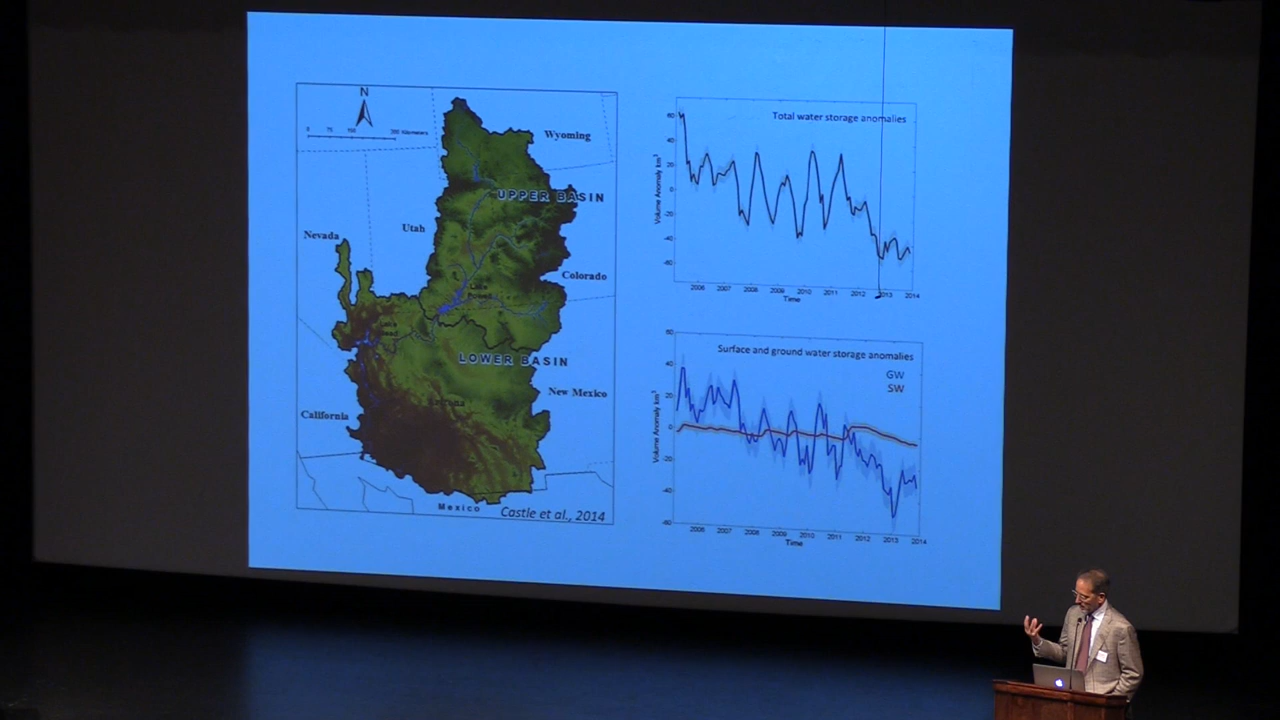 N
0 75 150 300 Kilometers
Wyoming
UPPER BASIN
Utah
Nevada
Colorado
Lake
Powell
Lake
Mead
LOWER BASIN
New Mexico
Arizona
California
Mexico
Castle et al., 2014
Total water storage anomalies
Volume Anomaly km³
60
40
20
0
-20
-40
-60
2006 2007 2008 2009 2010 2011 2012 2013 2014
Time
Surface and ground water storage anomalies
GW
SW
Volume Anomaly km³
60
40
20
0
-20
-40
-60
2006 2007 2008 2009 2010 2011 2012 2013 2014
Time